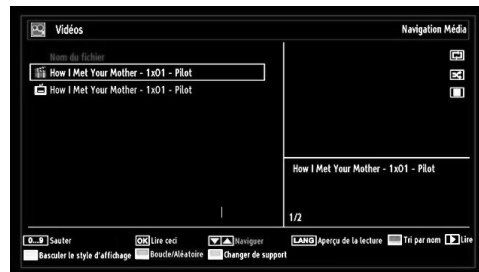 Vidéos
Navigation Média
Nom du fichier
How I Met Your Mother - 1x01 - Pilot
How I Met Your Mother - 1x01 - Pilot
How I Met Your Mother - 1x01 - Pilot
1/2
0...9 Sauter OK Lire ceci Naviguer LANG Aperçu de la lecture Tri par nom Lire
Basculer le style d'affichage Boucle/Aléatoire Changer de support